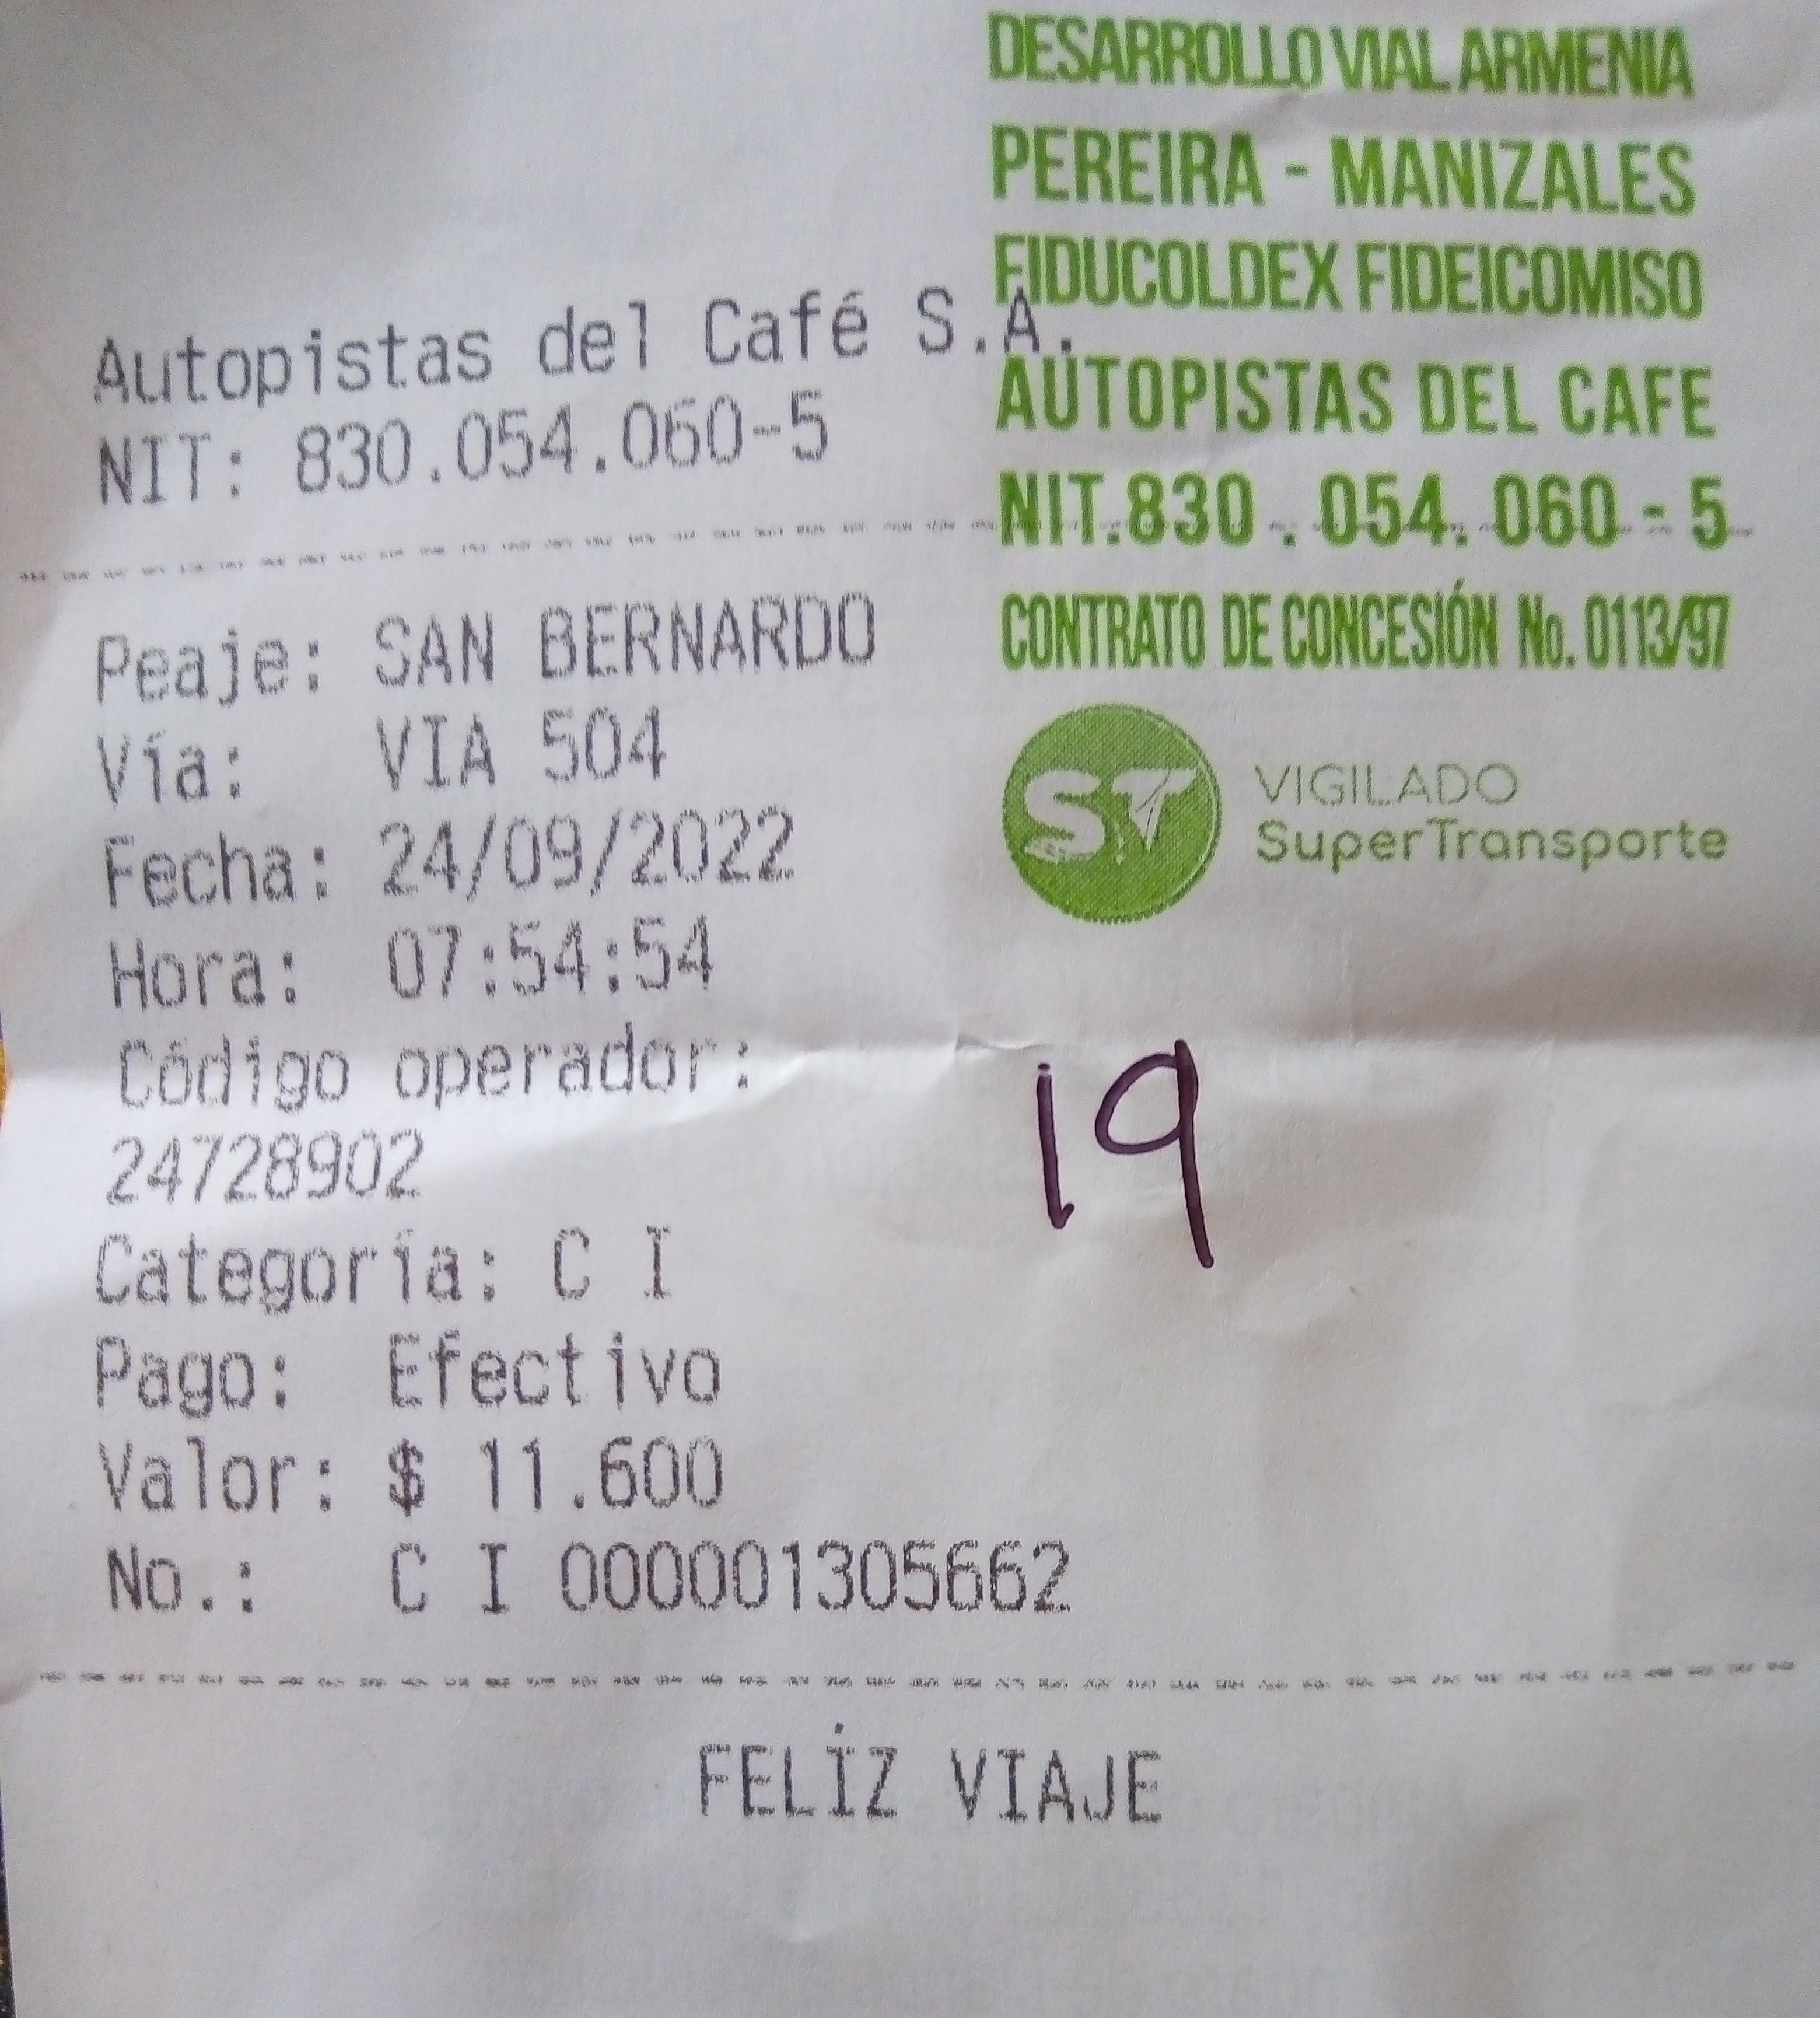 DESARROLLO VIAL ARMENIA
PEREIRA - MANIZALES
FIDUCOLDEX FIDEICOMISO
AUTOPISTAS DEL CAFE
NIT.830 . 054. 060 - 5
CONTRATO DE CONCESIÓN No. 0113/97
ST
VIGILADO
SuperTransporte
Autopistas del Café S.A.
NIT: 830.054.060-5
Peaje: SAN BERNARDO
Vía: VIA 504
Fecha: 24/09/2022
Hora: 07:54:54
Código operador:
24728902
Categoría: C I
Pago: Efectivo
Valor: $ 11.600
No.: C I 000001305662
19
FELÍZ VIAJE